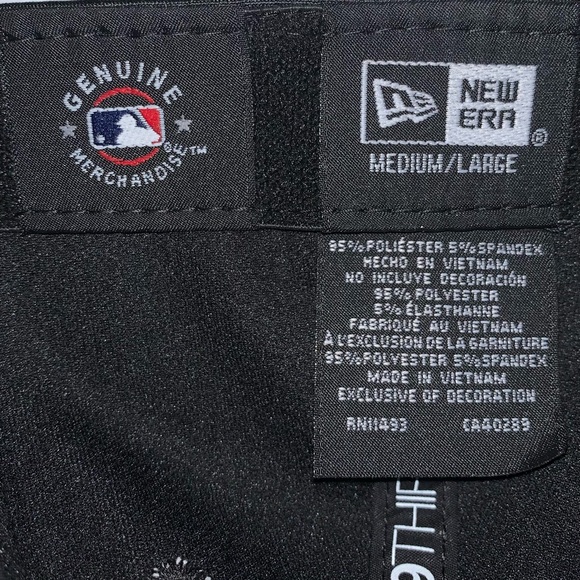 GENUINE
MERCHANDISE™
NEW
ERA®
MEDIUM/LARGE
95% POLIÉSTER 5% SPANDEX
HECHO EN VIETNAM
NO INCLUYE DECORACIÓN
95% POLYESTER
5% ÉLASTHANNE
FABRIQUÉ AU VIETNAM
À L'EXCLUSION DE LA GARNITURE
95% POLYESTER 5% SPANDEX
MADE IN VIETNAM
EXCLUSIVE OF DECORATION
RN11493 CA40289
9THIR